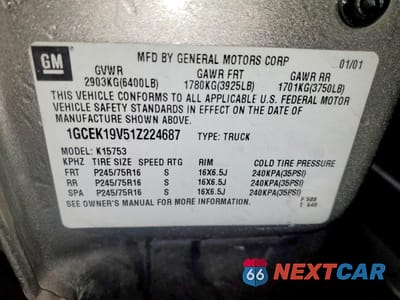 GM
MFD BY GENERAL MOTORS CORP 01/01
GVWR GAWR FRT GAWR RR
2903KG(6400LB) 1780KG(3925LB) 1701KG(3750LB)
THIS VEHICLE CONFORMS TO ALL APPLICABLE U.S. FEDERAL MOTOR
VEHICLE SAFETY STANDARDS IN EFFECT ON THE DATE OF
MANUFACTURE SHOWN ABOVE.
1GCEK19V51Z224687 TYPE: TRUCK
MODEL: K15753
KPHZ TIRE SIZE SPEED RTG RIM COLD TIRE PRESSURE
FRT P245/75R16 S 16X6.5J 240KPA(35PSI)
RR P245/75R16 S 16X6.5J 240KPA(35PSI)
SPA P245/75R16 S 16X6.5J 240KPA(35PSI)
SEE OWNER'S MANUAL FOR MORE INFORMATION.
F 589
T 640
66 NEXTCAR